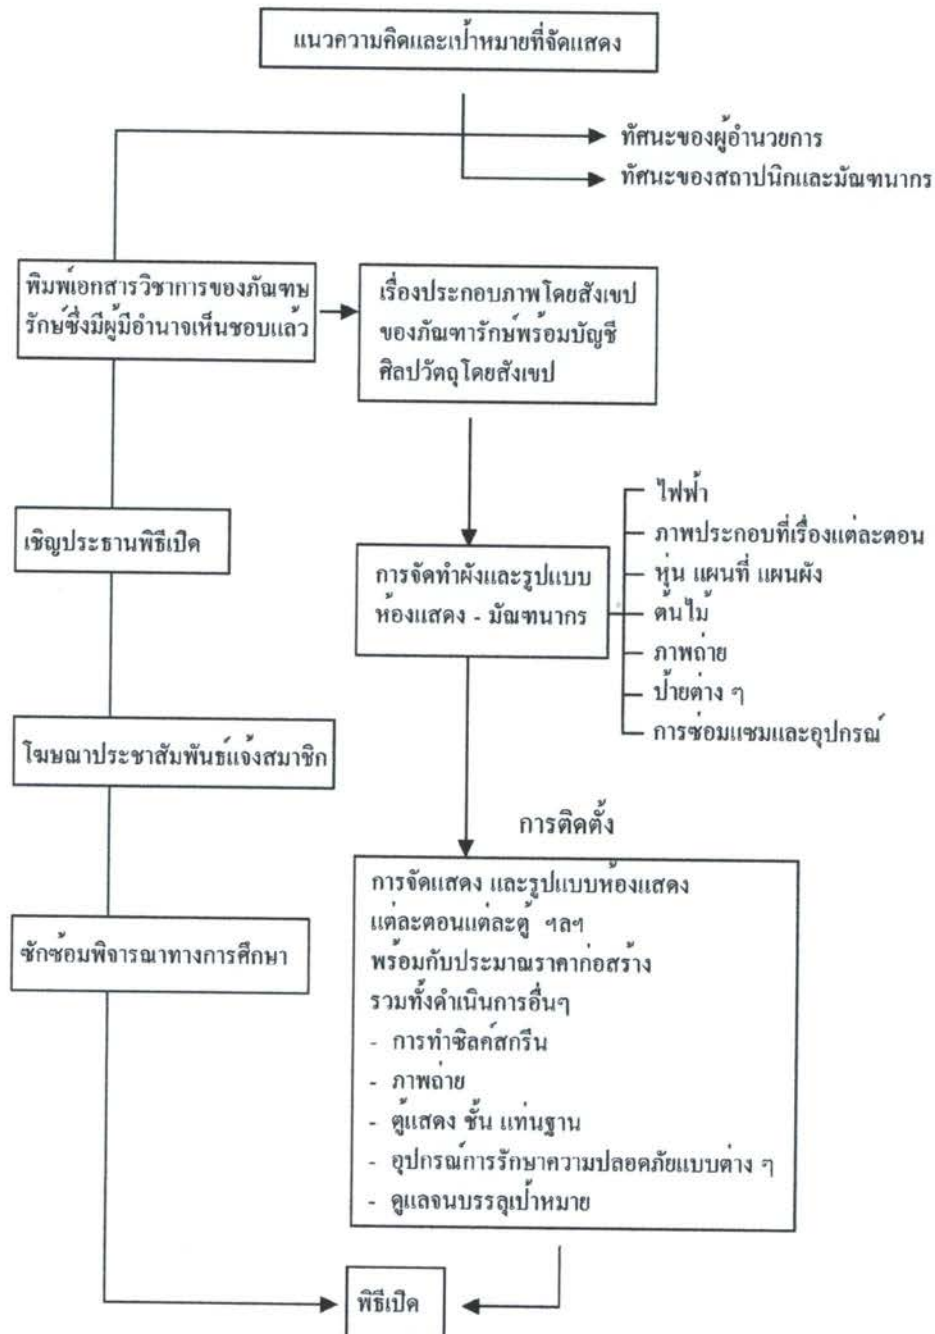 แนวความคิดและเป้าหมายที่จัดแสดง
ทัศนะของผู้อำนวยการ
ทัศนะของสถาปนิกและมัณฑนากร
พิมพ์เอกสารวิชาการของภัณฑษ
รักษ์ซึ่งมีผู้มีอำนาจเห็นชอบแล้ว
เรื่องประกอบภาพโดยสังเขป
ของภัณฑารักษ์พร้อมบัญชี
ศิลปวัตถุโดยสังเขป
เชิญประธานพิธีเปิด
การจัดทำผังและรูปแบบ
ห้องแสดง - มัณฑนากร
ไฟฟ้า
ภาพประกอบที่เรื่องแต่ละตอน
หุ่น แผนที่ แผนผัง
ต้นไม้
ภาพถ่าย
ป้ายต่าง ๆ
การซ่อมแซมและอุปกรณ์
โฆษณาประชาสัมพันธ์แจ้งสมาชิก
การติดตั้ง
ซักซ้อมพิจารณาทางการศึกษา
การจัดแสดง และรูปแบบห้องแสดง
แต่ละตอนแต่ละตู้ ฯลฯ
พร้อมกับประมาณราคาก่อสร้าง
รวมทั้งดำเนินการอื่นๆ
- การทำซิลค์สกรีน
- ภาพถ่าย
- ตู้แสดง ชั้น แท่นฐาน
- อุปกรณ์การรักษาความปลอดภัยแบบต่าง ๆ
- ดูแลจนบรรลุเป้าหมาย
พิธีเปิด